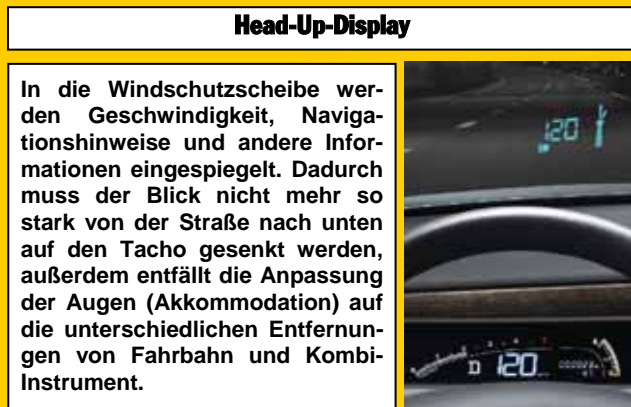 Head-Up-Display
In die Windschutzscheibe wer-
den Geschwindigkeit, Naviga-
tionshinweise und andere Infor-
mationen eingespiegelt. Dadurch
muss der Blick nicht mehr so
stark von der Straße nach unten
auf den Tacho gesenkt werden,
außerdem entfällt die Anpassung
der Augen (Akkommodation) auf
die unterschiedlichen Entfernun-
gen von Fahrbahn und Kombi-
Instrument.
120
D 120